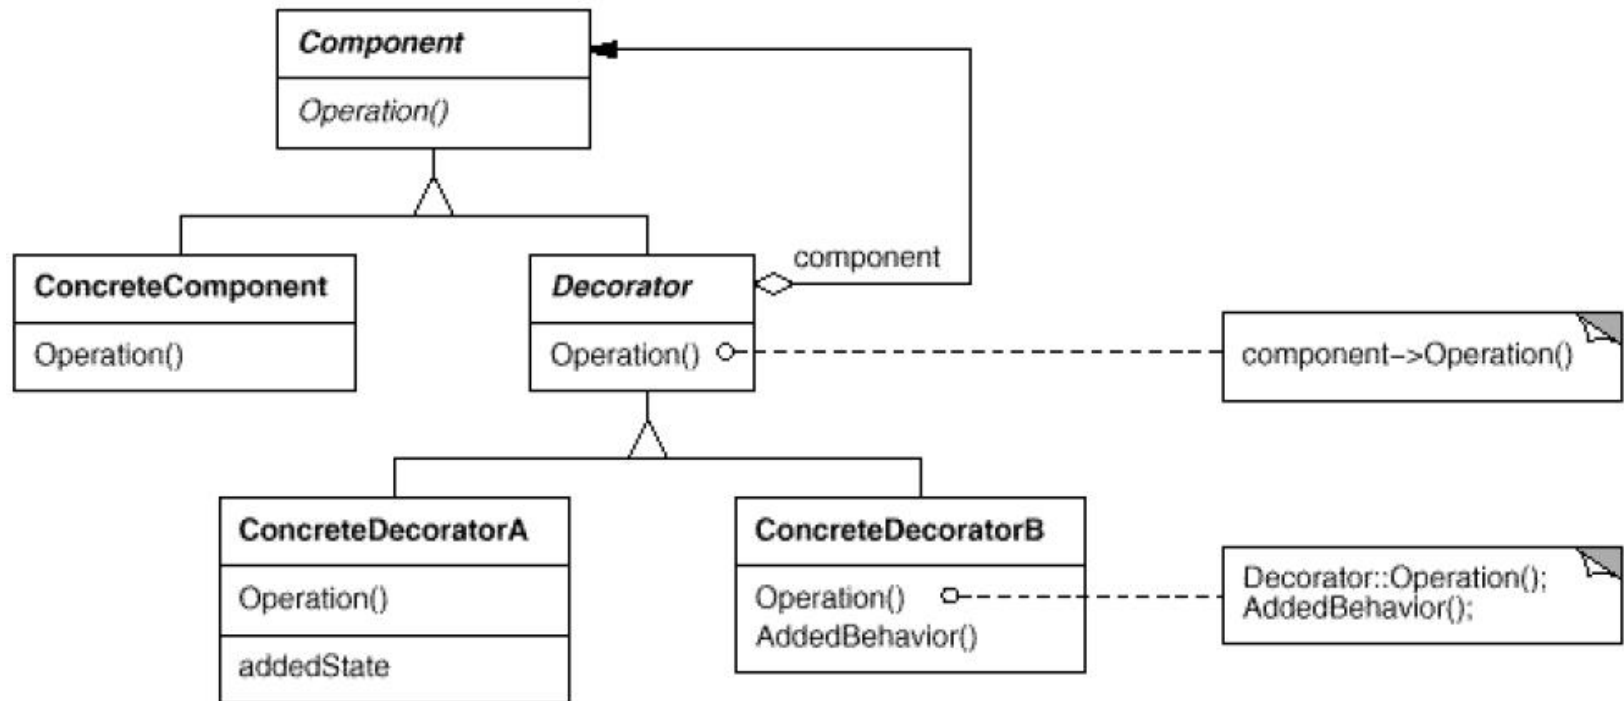 Component
Operation()
component
ConcreteComponent
Operation()
Decorator
Operation()
component->Operation()
ConcreteDecoratorA
Operation()
addedState
ConcreteDecoratorB
Operation()
AddedBehavior()
Decorator::Operation();
AddedBehavior();